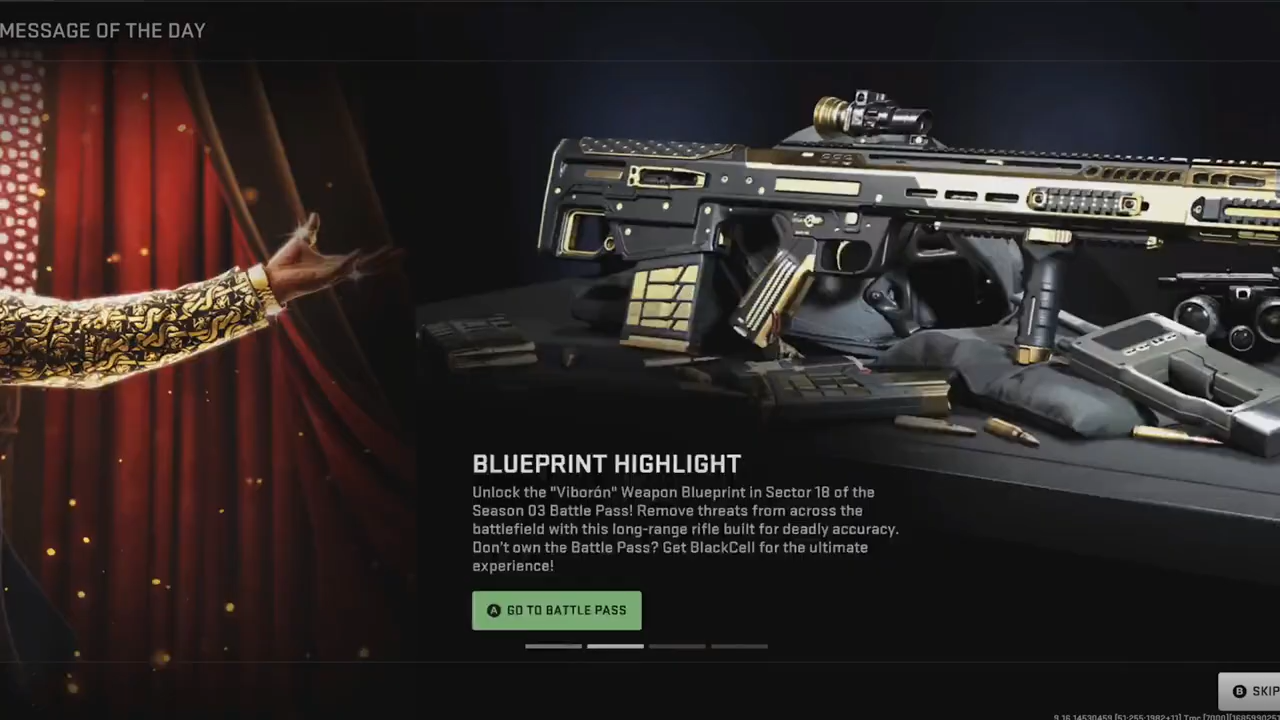 MESSAGE OF THE DAY
BLUEPRINT HIGHLIGHT
Unlock the "Viborón" Weapon Blueprint in Sector 18 of the
Season 03 Battle Pass! Remove threats from across the
battlefield with this long-range rifle built for deadly accuracy.
Don't own the Battle Pass? Get BlackCell for the ultimate
experience!
A GO TO BATTLE PASS
B SKIP